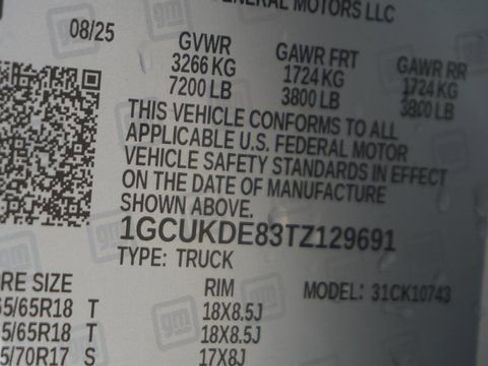 GENERAL MOTORS LLC
08/25
GVWR GAWR FRT GAWR RR
3266 KG 1724 KG 1724 KG
7200 LB 3800 LB 3800 LB
THIS VEHICLE CONFORMS TO ALL
APPLICABLE U.S. FEDERAL MOTOR
VEHICLE SAFETY STANDARDS IN EFFECT
ON THE DATE OF MANUFACTURE
SHOWN ABOVE.
1GCUKDE83TZ129691
TYPE: TRUCK
RE SIZE RIM MODEL: 31CK10743
65/65R18 T 18X8.5J
5/65R18 T 18X8.5J
5/70R17 S 17X8J